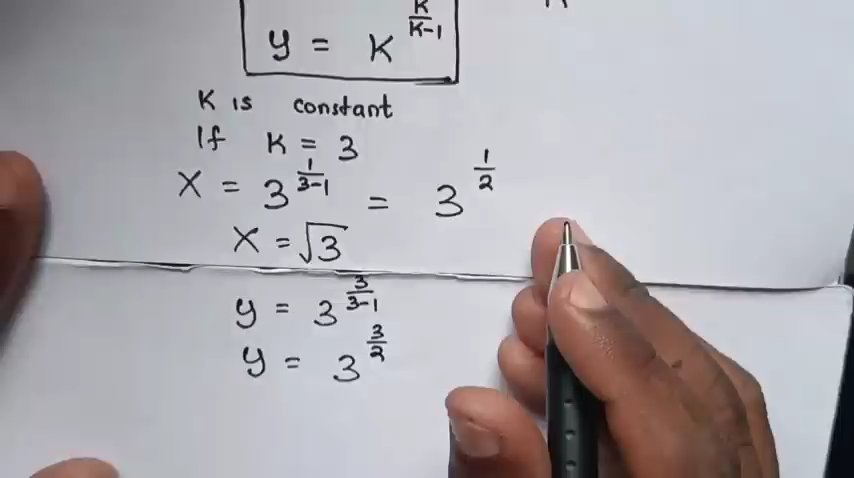 y = K^(K/K-1)
K is constant
If K = 3
X = 3^(1/3-1) = 3^(1/2)
X = √3
y = 3^(3/3-1)
y = 3^(3/2)